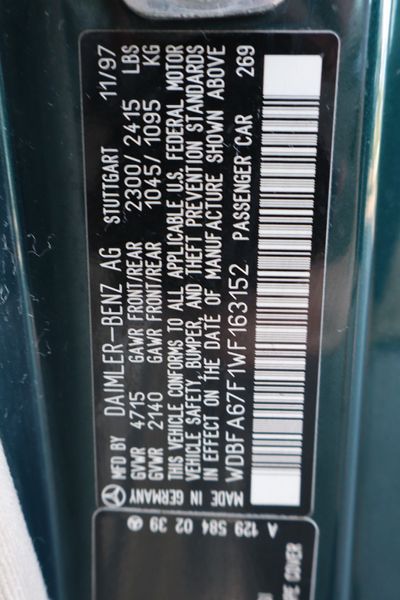 MFD BY DAIMLER-BENZ AG STUTTGART 11/97
GVWR 4715 GAWR FRONT/REAR 2300/2415 LBS
GVWR 2140 GAWR FRONT/REAR 1045/1095 KG
THIS VEHICLE CONFORMS TO ALL APPLICABLE U.S. FEDERAL MOTOR
VEHICLE SAFETY, BUMPER, AND THEFT PREVENTION STANDARDS
IN EFFECT ON THE DATE OF MANUFACTURE SHOWN ABOVE
WDBFA67F1WF163152 PASSENGER CAR 269
MADE IN GERMANY
A 129 584 02 39
COVER